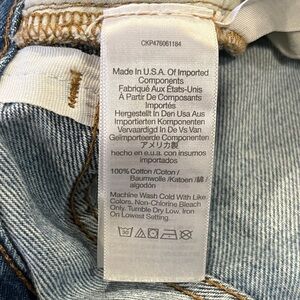 CKP476061184
Made In U.S.A. Of Imported
Components
Fabriqué Aux États-Unis
À Partir De Composants
Importés
Hergestellt In Den Usa Aus
Importierten Komponenten
Vervaardigd In De Vs Van
Geïmporteerde Componenten
アメリカ製
hecho en e.u.a con insumos
importados
100% Cotton /Coton /
Baumwolle /Katoen /綿 /
algodón
Machine Wash Cold With Like
Colors. Non-Chlorine Bleach
Only. Tumble Dry Low. Iron
On Lowest Setting.